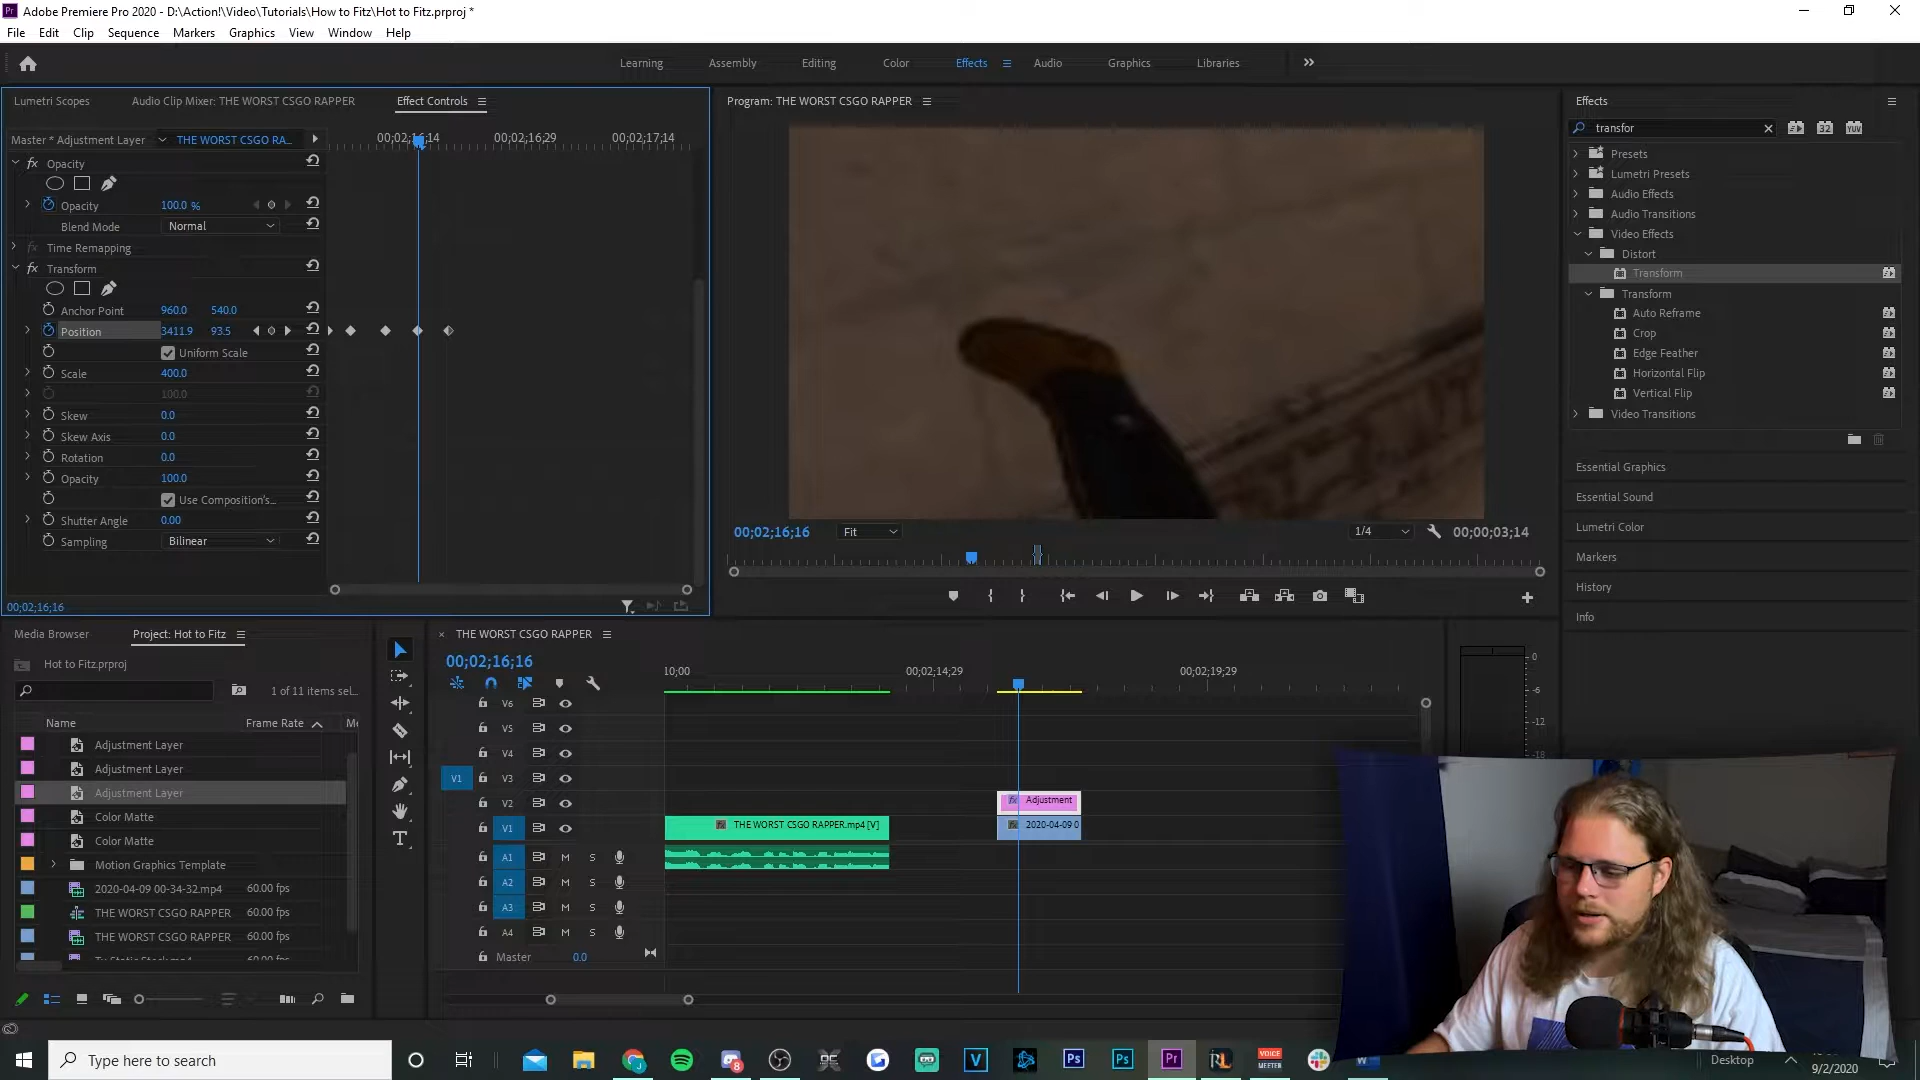 Adobe Premiere Pro 2020 - D:\Action!\Video\Tutorials\How to Fitz\Hot to Fitz.prproj *
File Edit Clip Sequence Markers Graphics View Window Help
Learning Assembly Editing Color Effects Audio Graphics Libraries
Lumetri Scopes Audio Clip Mixer: THE WORST CSGO RAPPER Effect Controls
Master * Adjustment Layer THE WORST CSGO RA...
00;02;16;14 00;02;16;29 00;02;17;14
fx Opacity
Opacity 100.0 %
Blend Mode Normal
fx Time Remapping
fx Transform
Anchor Point 960.0 540.0
Position 3411.9 93.5
Uniform Scale
Scale 400.0
100.0
Skew 0.0
Skew Axis 0.0
Rotation 0.0
Opacity 100.0
Use Composition's...
Shutter Angle 0.00
Sampling Bilinear
00;02;16;16
Program: THE WORST CSGO RAPPER
00;02;16;16 Fit 1/4 00;00;03;14
Effects
transfor
32 YUV
Presets
Lumetri Presets
Audio Effects
Audio Transitions
Video Effects
Distort
Transform
Transform
Auto Reframe
Crop
Edge Feather
Horizontal Flip
Vertical Flip
Video Transitions
Essential Graphics
Essential Sound
Lumetri Color
Markers
History
Info
Media Browser Project: Hot to Fitz
Hot to Fitz.prproj
1 of 11 items sel...
Name Frame Rate
Adjustment Layer
Adjustment Layer
Adjustment Layer
Color Matte
Color Matte
Motion Graphics Template
2020-04-09 00-34-32.mp4 60.00 fps
THE WORST CSGO RAPPER 60.00 fps
THE WORST CSGO RAPPER 60.00 fps
× THE WORST CSGO RAPPER
00;02;16;16
10;00 00;02;14;29 00;02;19;29
V6
V5
V4
V1 V3
V2 fx Adjustment
V1 fx THE WORST CSGO RAPPER.mp4 [V] fx 2020-04-09 0
A1 M S
A2 M S
A3 M S
A4 M S
Master 0.0
0
-6
-12
-18
Type here to search
Desktop
9/2/2020